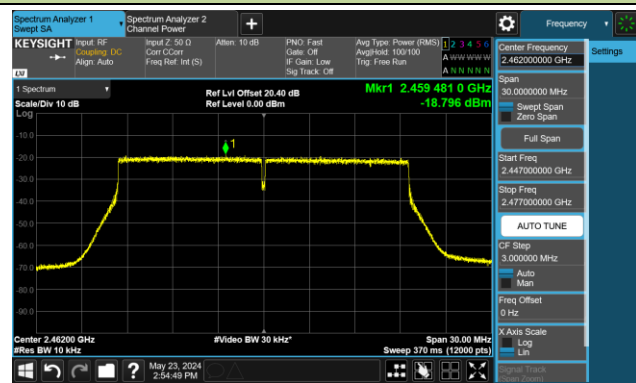 Spectrum Analyzer 1
Swept SA
Spectrum Analyzer 2
Channel Power
Frequency
KEYSIGHT
Input: RF
Coupling: DC
Align: Auto
Input Z: 50 Ω
Corr CCorr
Freq Ref: Int (S)
Atten: 10 dB
PNO: Fast
Gate: Off
IF Gain: Low
Sig Track: Off
Avg Type: Power (RMS)
Avg|Hold: 100/100
Trig: Free Run
1 2 3 4 5 6
A W W W W W
A N N N N N
LXI
1 Spectrum
Scale/Div 10 dB
Log
Ref Lvl Offset 20.40 dB
Ref Level 0.00 dBm
Mkr1 2.459 481 0 GHz
-18.796 dBm
1
-10.0
-20.0
-30.0
-40.0
-50.0
-60.0
-70.0
-80.0
-90.0
Center 2.46200 GHz
#Res BW 10 kHz
#Video BW 30 kHz*
Span 30.00 MHz
Sweep 370 ms (12000 pts)
May 23, 2024
2:54:49 PM
Center Frequency
2.462000000 GHz
Settings
Span
30.0000000 MHz
Swept Span
Zero Span
Full Span
Start Freq
2.447000000 GHz
Stop Freq
2.477000000 GHz
AUTO TUNE
CF Step
3.000000 MHz
Auto
Man
Freq Offset
0 Hz
X Axis Scale
Log
Lin
Signal Track
(Span Zoom)